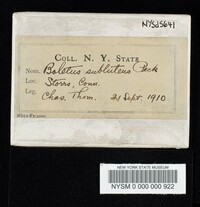 NYSd5641
COLL. N. Y. STATE
Nom. Boletus subluteus Peck
Loc. Storrs, Conn.
Leg. Chas. Thom. 21 Sept. 1910
NEW YORK STATE MUSEUM
NYSM 0 000 000 922